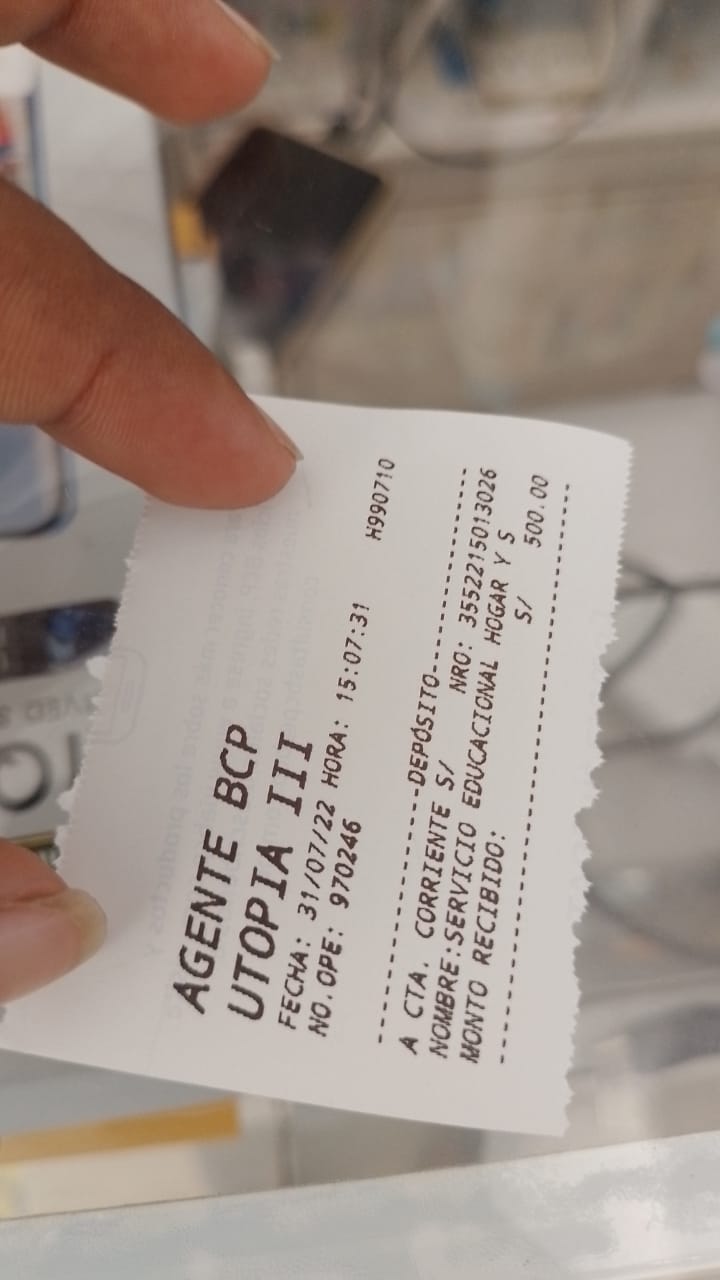 AGENTE BCP
UTOPIA III
FECHA: 31/07/22 HORA: 15:07:31 H990710
NO.OPE: 970246
DEPÓSITO
A CTA. CORRIENTE S/ NRO: 3552215013026
NOMBRE:SERVICIO EDUCACIONAL HOGAR Y S
MONTO RECIBIDO: S/ 500.00